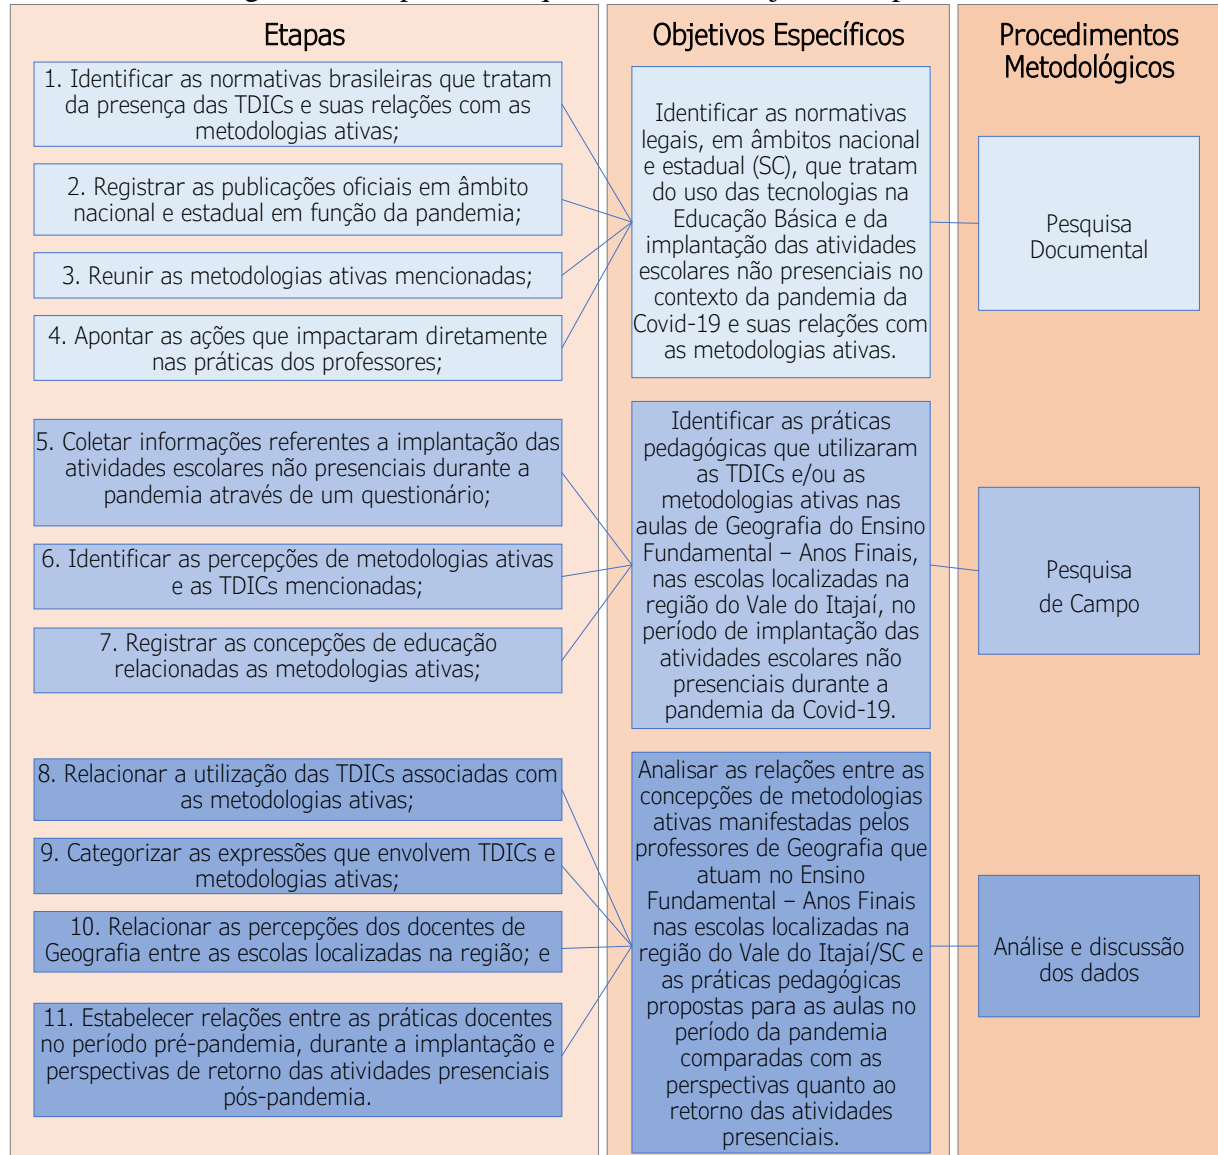 Etapas
1. Identificar as normativas brasileiras que tratam
da presença das TDICs e suas relações com as
metodologias ativas;
2. Registrar as publicações oficiais em âmbito
nacional e estadual em função da pandemia;
3. Reunir as metodologias ativas mencionadas;
4. Apontar as ações que impactaram diretamente
nas práticas dos professores;
5. Coletar informações referentes a implantação das
atividades escolares não presenciais durante a
pandemia através de um questionário;
6. Identificar as percepções de metodologias ativas
e as TDICs mencionadas;
7. Registrar as concepções de educação
relacionadas as metodologias ativas;
8. Relacionar a utilização das TDICs associadas com
as metodologias ativas;
9. Categorizar as expressões que envolvem TDICs e
metodologias ativas;
10. Relacionar as percepções dos docentes de
Geografia entre as escolas localizadas na região; e
11. Estabelecer relações entre as práticas docentes
no período pré-pandemia, durante a implantação e
perspectivas de retorno das atividades presenciais
pós-pandemia.
Objetivos Específicos
Identificar as normativas
legais, em âmbitos nacional
e estadual (SC), que tratam
do uso das tecnologias na
Educação Básica e da
implantação das atividades
escolares não presenciais no
contexto da pandemia da
Covid-19 e suas relações com
as metodologias ativas.
Identificar as práticas
pedagógicas que utilizaram
as TDICs e/ou as
metodologias ativas nas
aulas de Geografia do Ensino
Fundamental – Anos Finais,
nas escolas localizadas na
região do Vale do Itajaí, no
período de implantação das
atividades escolares não
presenciais durante a
pandemia da Covid-19.
Analisar as relações entre as
concepções de metodologias
ativas manifestadas pelos
professores de Geografia que
atuam no Ensino
Fundamental – Anos Finais
nas escolas localizadas na
região do Vale do Itajaí/SC e
as práticas pedagógicas
propostas para as aulas no
período da pandemia
comparadas com as
perspectivas quanto ao
retorno das atividades
presenciais.
Procedimentos
Metodológicos
Pesquisa
Documental
Pesquisa
de Campo
Análise e discussão
dos dados